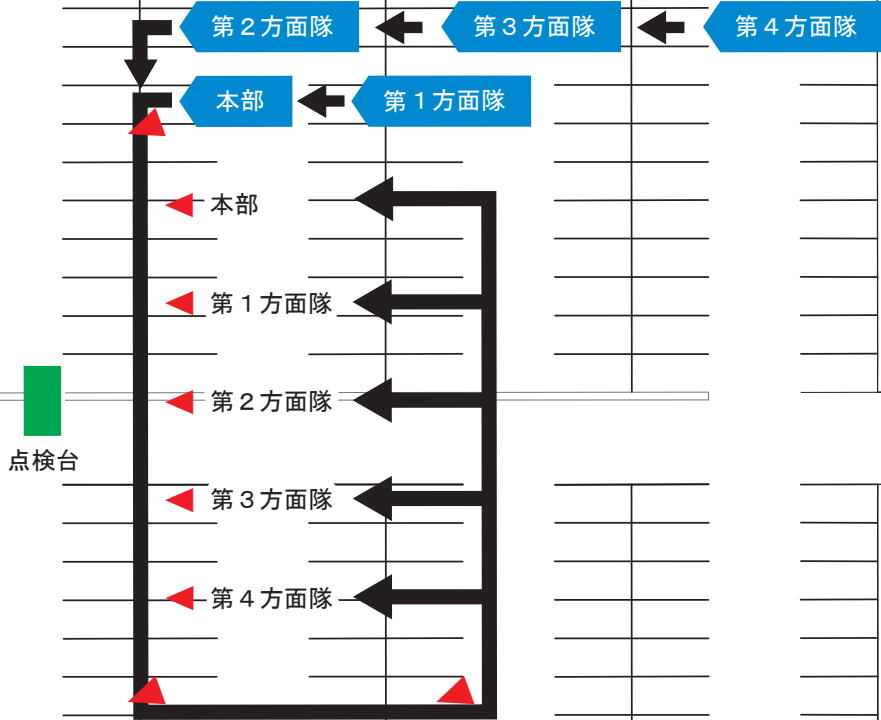 第２方面隊 第３方面隊 第４方面隊
本部 第１方面隊
本部
第１方面隊
第２方面隊
点検台
第３方面隊
第４方面隊